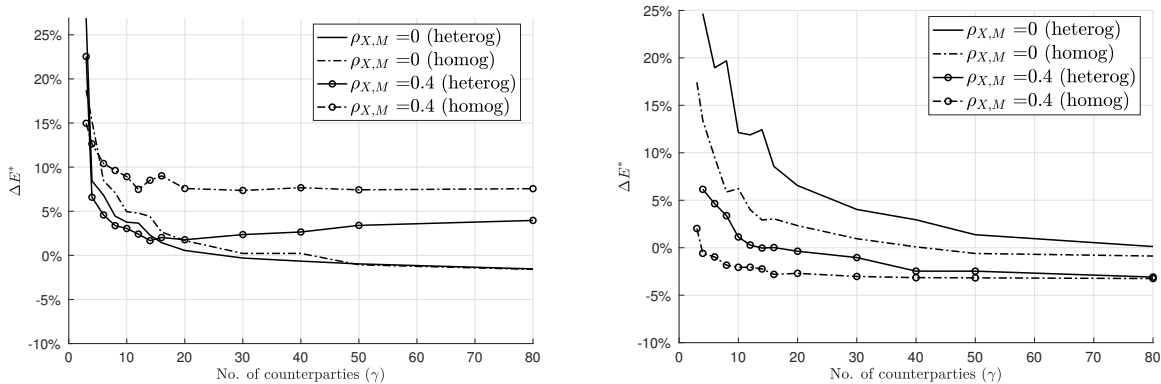 25%
20%
15%
10%
5%
0%
-5%
-10%
ΔE*
0 10 20 30 40 50 60 70 80
No. of counterparties (γ)
ρX,M =0 (heterog)
ρX,M =0 (homog)
ρX,M =0.4 (heterog)
ρX,M =0.4 (homog)
25%
20%
15%
10%
5%
0%
-5%
-10%
ΔE*
0 10 20 30 40 50 60 70 80
No. of counterparties (γ)
ρX,M =0 (heterog)
ρX,M =0 (homog)
ρX,M =0.4 (heterog)
ρX,M =0.4 (homog)